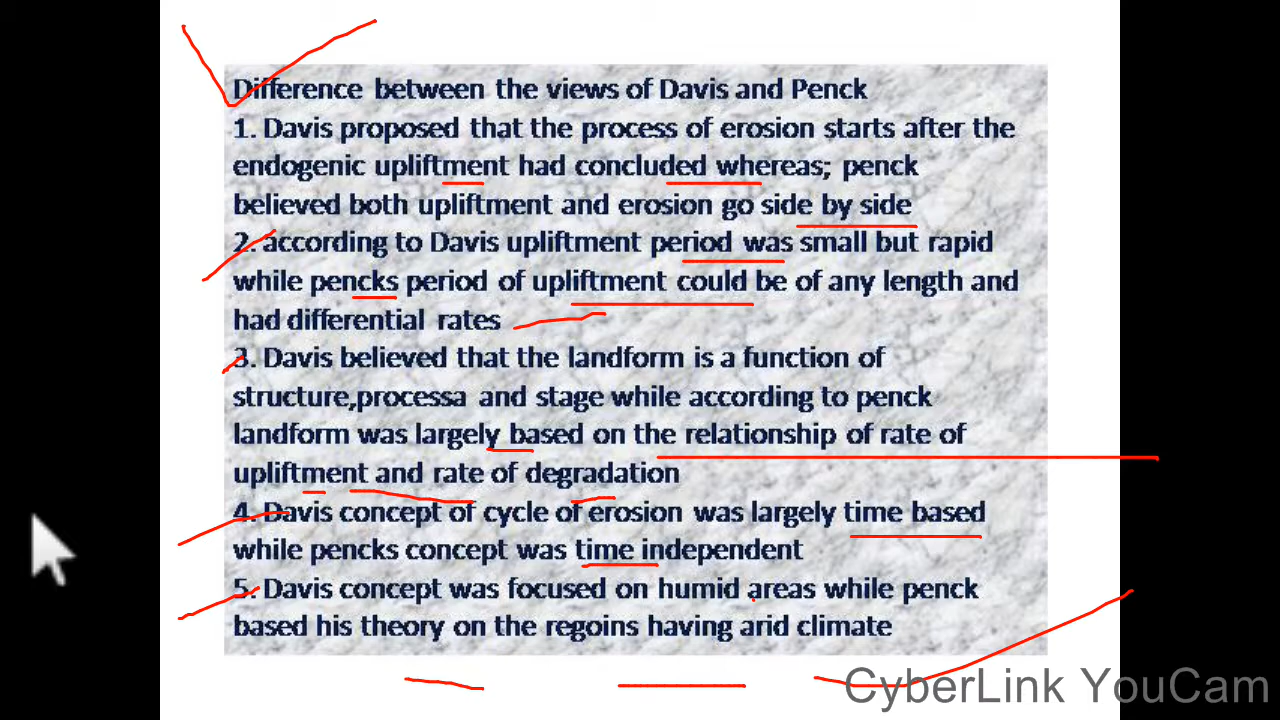 Difference between the views of Davis and Penck
1. Davis proposed that the process of erosion starts after the
endogenic upliftment had concluded whereas; penck
believed both upliftment and erosion go side by side
2. according to Davis upliftment period was small but rapid
while pencks period of upliftment could be of any length and
had differential rates
3. Davis believed that the landform is a function of
structure,processa and stage while according to penck
landform was largely based on the relationship of rate of
upliftment and rate of degradation
4. Davis concept of cycle of erosion was largely time based
while pencks concept was time independent
5. Davis concept was focused on humid areas while penck
based his theory on the regoins having arid climate
CyberLink YouCam